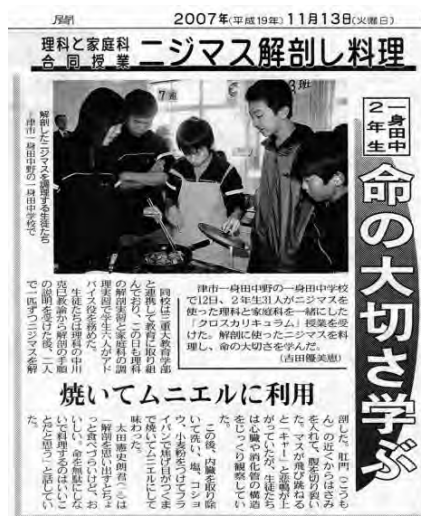 聞 2007年(平成19年)11月13日(火曜日)
理科と家庭科
合同授業
ニジマス解剖し料理
一身田中
2年生
命の大切さ学ぶ
7班
3班
解剖したニジマスを調理する生徒たち
=津市一身田中野の一身田中学校で
津市一身田中野の一身田中学校
で12日、2年生31人がニジマスを
使った理科と家庭科を一緒にした
「クロスカリキュラム」授業を受
けた。解剖に使ったニジマスを料
理し、命の大切さを学んだ。
(吉田優美恵)
同校は三重大教育学部
と連携して教育に取り組
んでおり、この日も理科
の解剖実習と家庭科の調
理実習で学生六人がアド
バイス役を務めた。
生徒たちは理科の中川
克巳教諭から解剖の手順
の説明を受けた後、二人
で一匹ずつニジマスを解
焼いてムニエルに利用
剖した。肛門(こうも
ん)の近くからはさみ
を入れて、腹を切り裂い
た。マスが飛び跳ねる
と「キャー」と悲鳴が上
がっていたが、生徒たち
は心臓や消化管の構造
をじっくり観察してい
た。
この後、内臓を取り除
いて洗い、塩、コショ
ウ、小麦粉をつけてフラ
イパンで焦げ目がつくま
で焼いてムニエルにして
味わった。
太田憲史朗君
は
「解剖を思い出すとちょ
っと食べづらいけど、お
いしい。命を無駄にしな
いで料理するのはいいこ
とだと思う」と話してい
た。